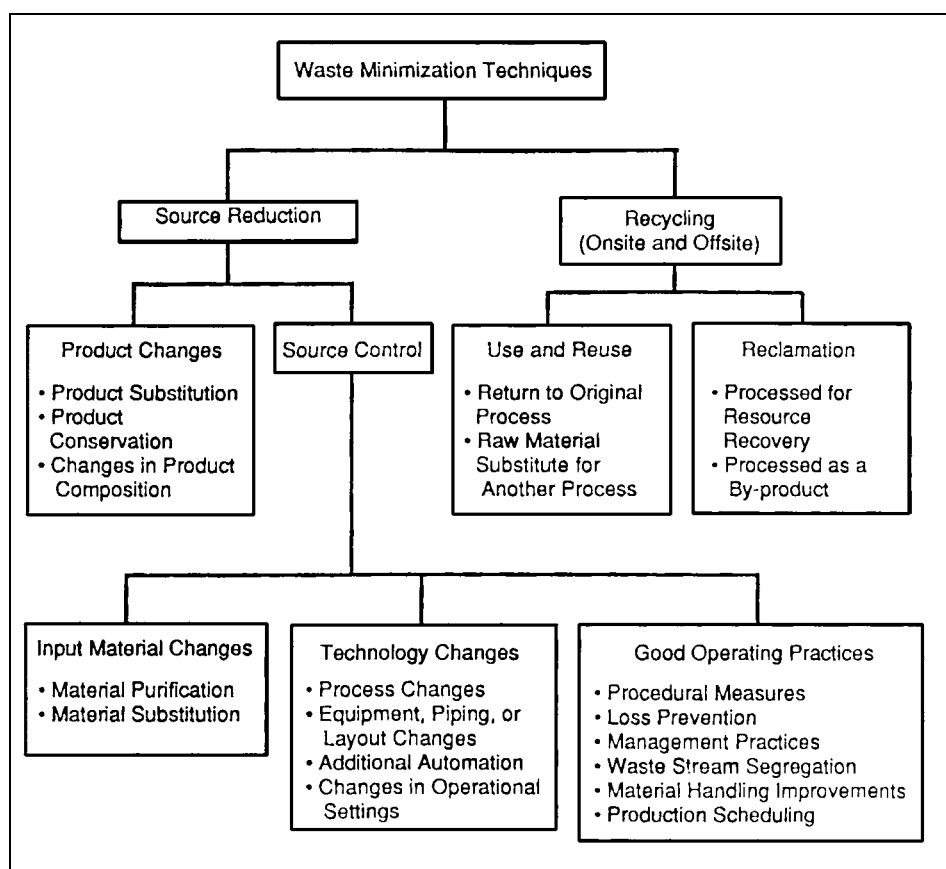 Waste Minimization Techniques
Source Reduction
Recycling
(Onsite and Offsite)
Product Changes
• Product Substitution
• Product
Conservation
• Changes in Product
Composition
Source Control
Use and Reuse
• Return to Original
Process
• Raw Material
Substitute for
Another Process
Reclamation
• Processed for
Resource
Recovery
• Processed as a
By-product
Input Material Changes
• Material Purification
• Material Substitution
Technology Changes
• Process Changes
• Equipment, Piping, or
Layout Changes
• Additional Automation
• Changes in Operational
Settings
Good Operating Practices
• Procedural Measures
• Loss Prevention
• Management Practices
• Waste Stream Segregation
• Material Handling Improvements
• Production Scheduling